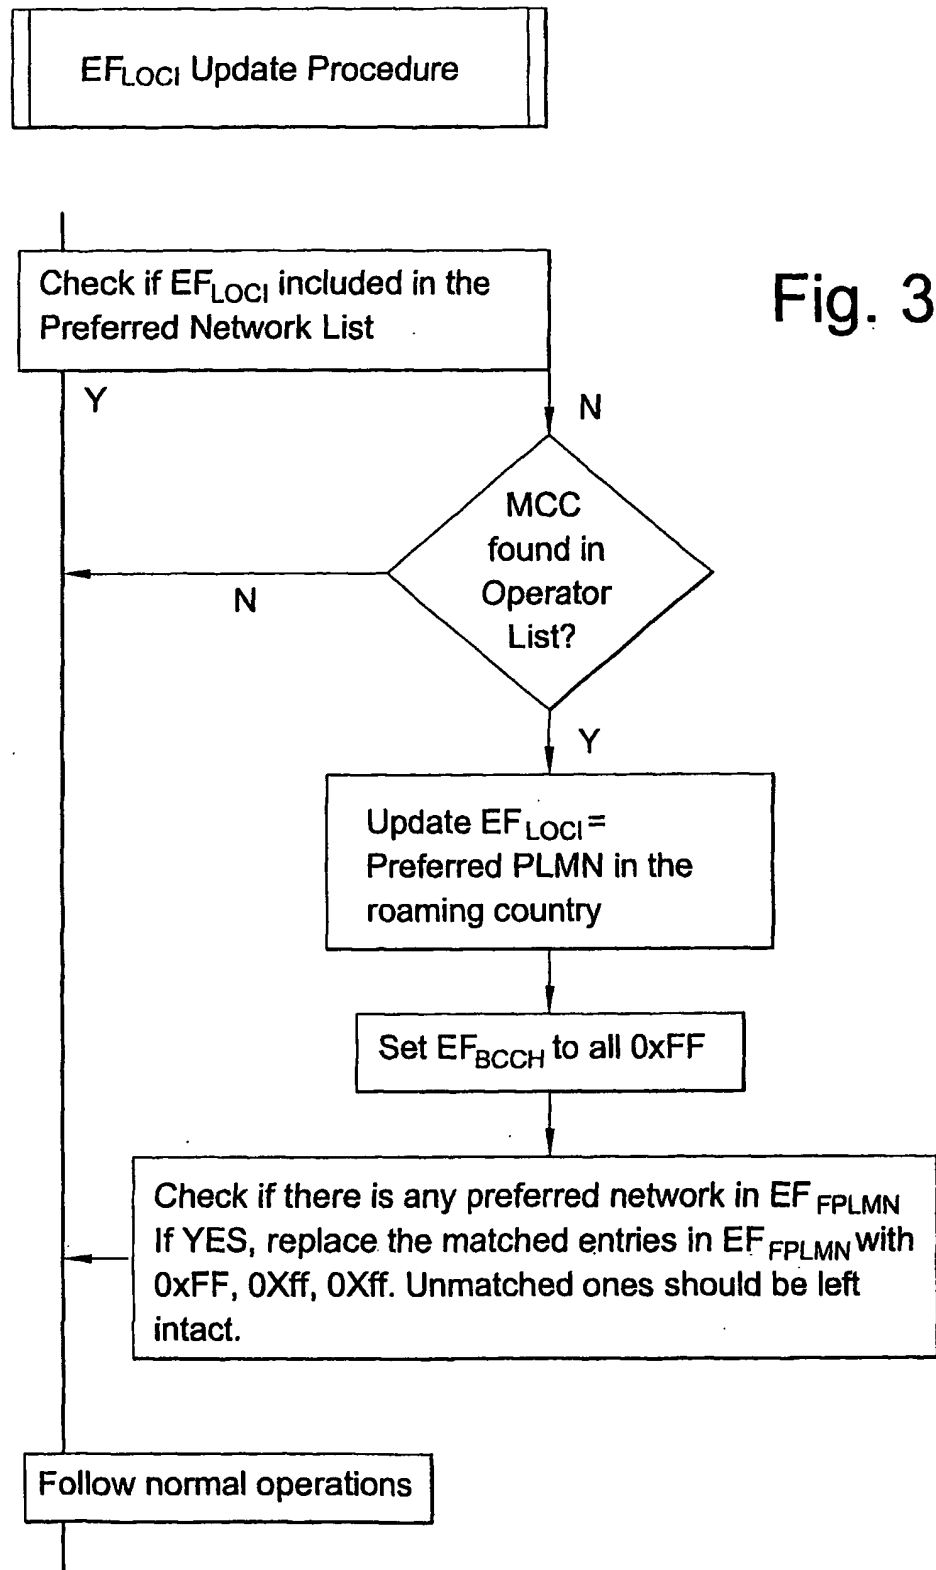 EFLOCI Update Procedure
Check if EFLOCI included in the
Preferred Network List
Fig. 3
Y
N
MCC
found in
Operator
List?
N
Y
Update EFLOCI=
Preferred PLMN in the
roaming country
Set EFBCCH to all 0xFF
Check if there is any preferred network in EF FPLMN
If YES, replace the matched entries in EF FPLMN with
0xFF, 0Xff, 0Xff. Unmatched ones should be left
intact.
Follow normal operations